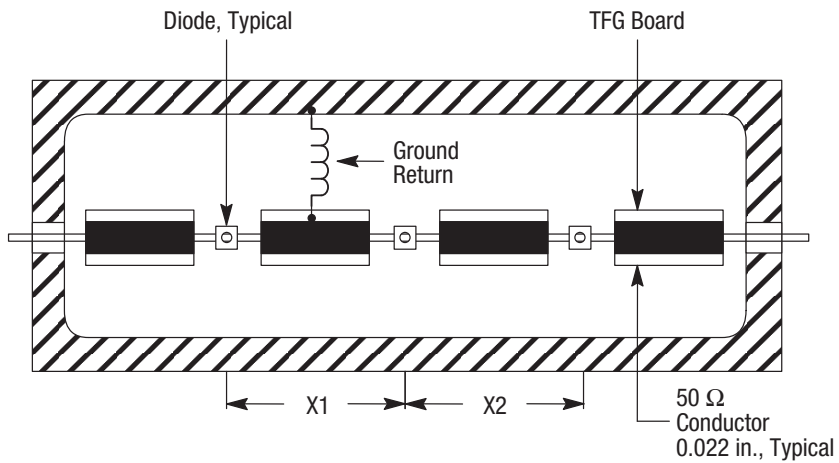 Diode, Typical
TFG Board
Ground
Return
X1
X2
50 Ω
Conductor
0.022 in., Typical